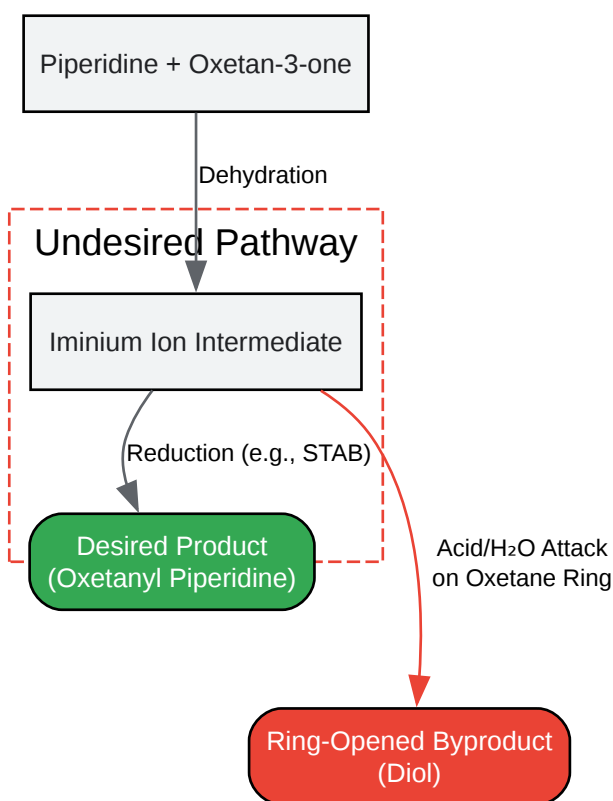 Piperidine + Oxetan-3-one
Dehydration
Undesired Pathway
Iminium Ion Intermediate
Reduction (e.g., STAB)
Desired Product
(Oxetanyl Piperidine)
Acid/H₂O Attack
on Oxetane Ring
Ring-Opened Byproduct
(Diol)